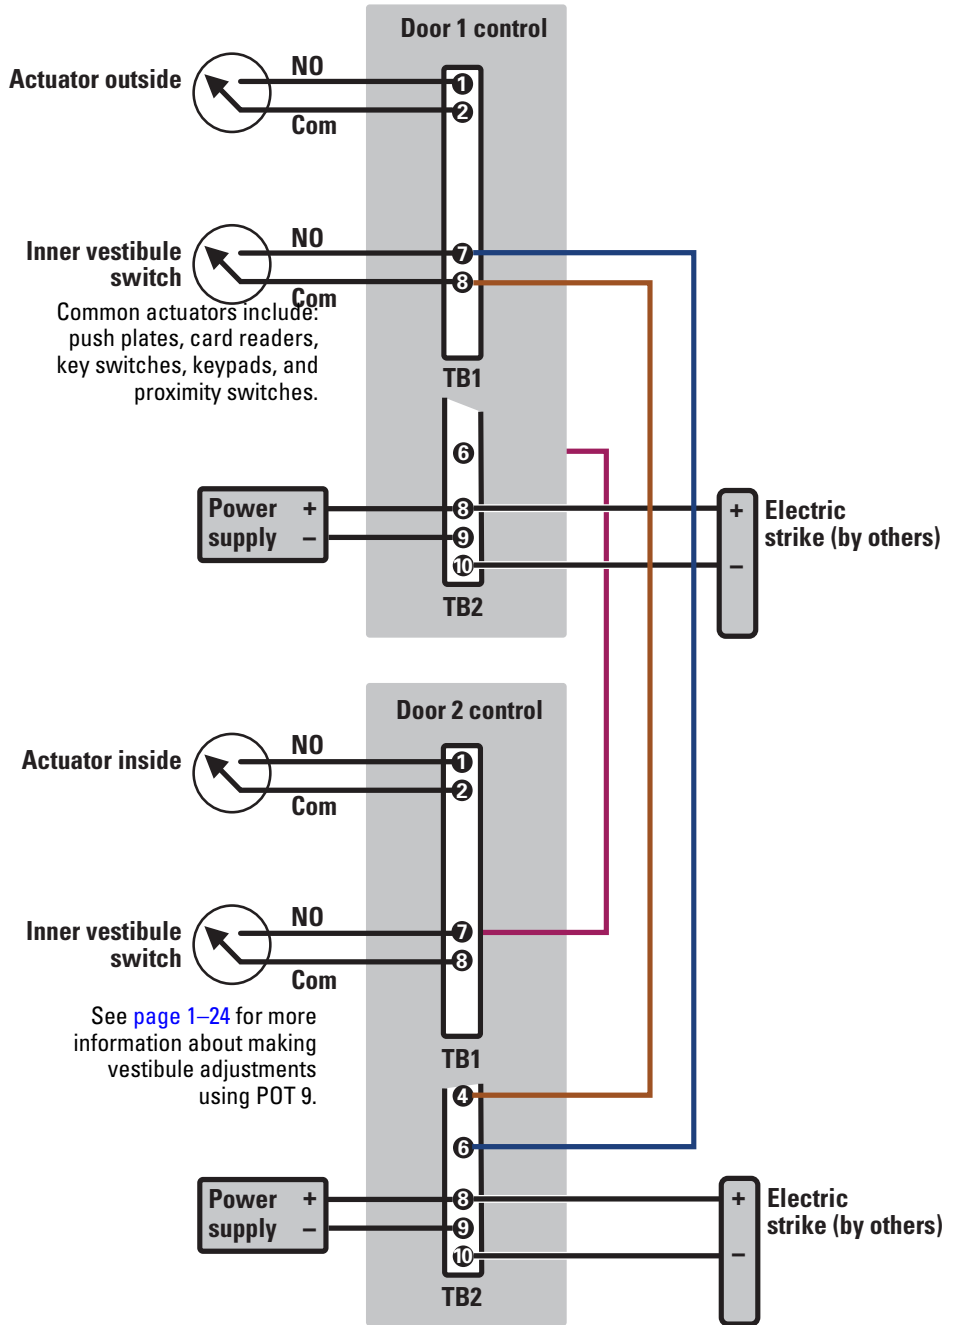 Door 1 control
Actuator outside
NO
Com
1
2
Inner vestibule
switch
NO
Com
7
8
Common actuators include:
push plates, card readers,
key switches, keypads, and
proximity switches.
TB1
6
Power
supply
+
–
8
9
10
+
–
Electric
strike (by others)
TB2
Door 2 control
Actuator inside
NO
Com
1
2
Inner vestibule
switch
NO
Com
7
8
See page 1–24 for more
information about making
vestibule adjustments
using POT 9.
TB1
4
6
Power
supply
+
–
8
9
10
+
–
Electric
strike (by others)
TB2